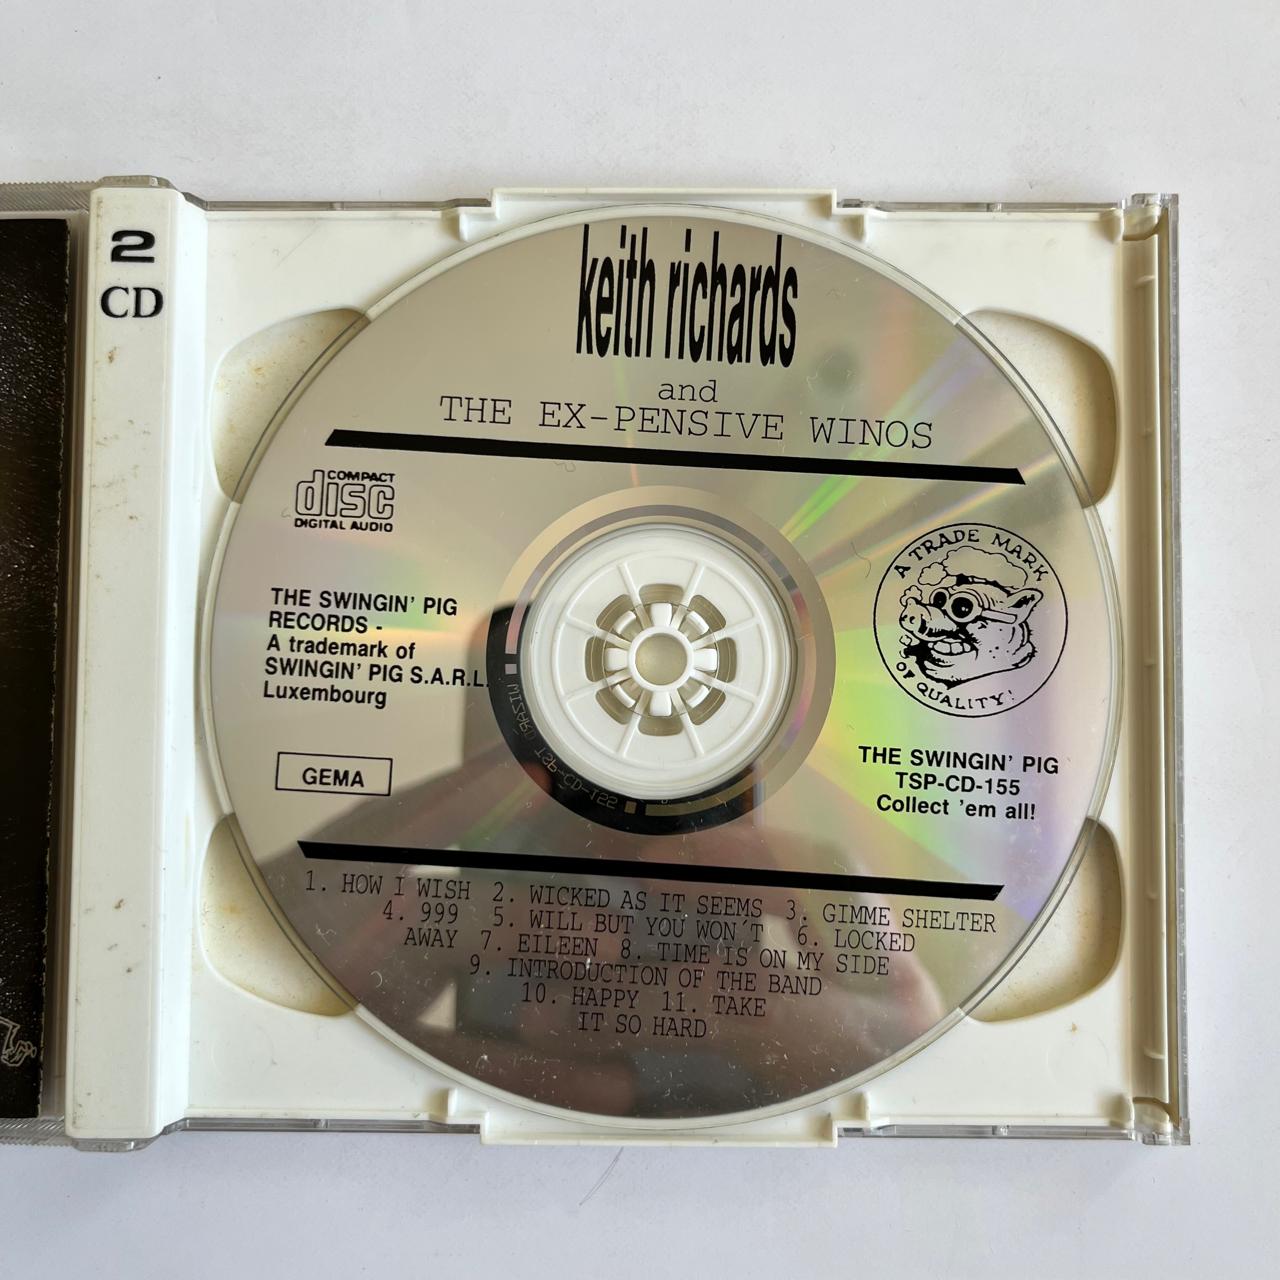 2
CD
keith richards
and
THE EX-PENSIVE WINOS
COMPACT
disc
DIGITAL AUDIO
A TRADE MARK
OF QUALITY!
THE SWINGIN' PIG
RECORDS -
A trademark of
SWINGIN' PIG S.A.R.L.
Luxembourg
GEMA
THE SWINGIN' PIG
TSP-CD-155
Collect 'em all!
1. HOW I WISH 2. WICKED AS IT SEEMS 3. GIMME SHELTER
4. 999 5. WILL BUT YOU WON'T 6. LOCKED
AWAY 7. EILEEN 8. TIME IS ON MY SIDE
9. INTRODUCTION OF THE BAND
10. HAPPY 11. TAKE
IT SO HARD